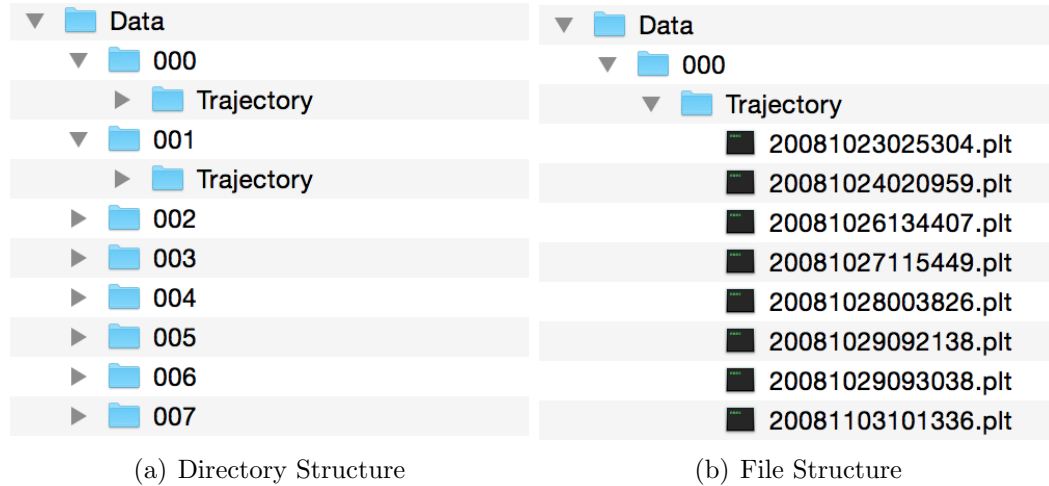 Data
000
Trajectory
001
Trajectory
002
003
004
005
006
007
(a) Directory Structure
Data
000
Trajectory
20081023025304.plt
20081024020959.plt
20081026134407.plt
20081027115449.plt
20081028003826.plt
20081029092138.plt
20081029093038.plt
20081103101336.plt
(b) File Structure